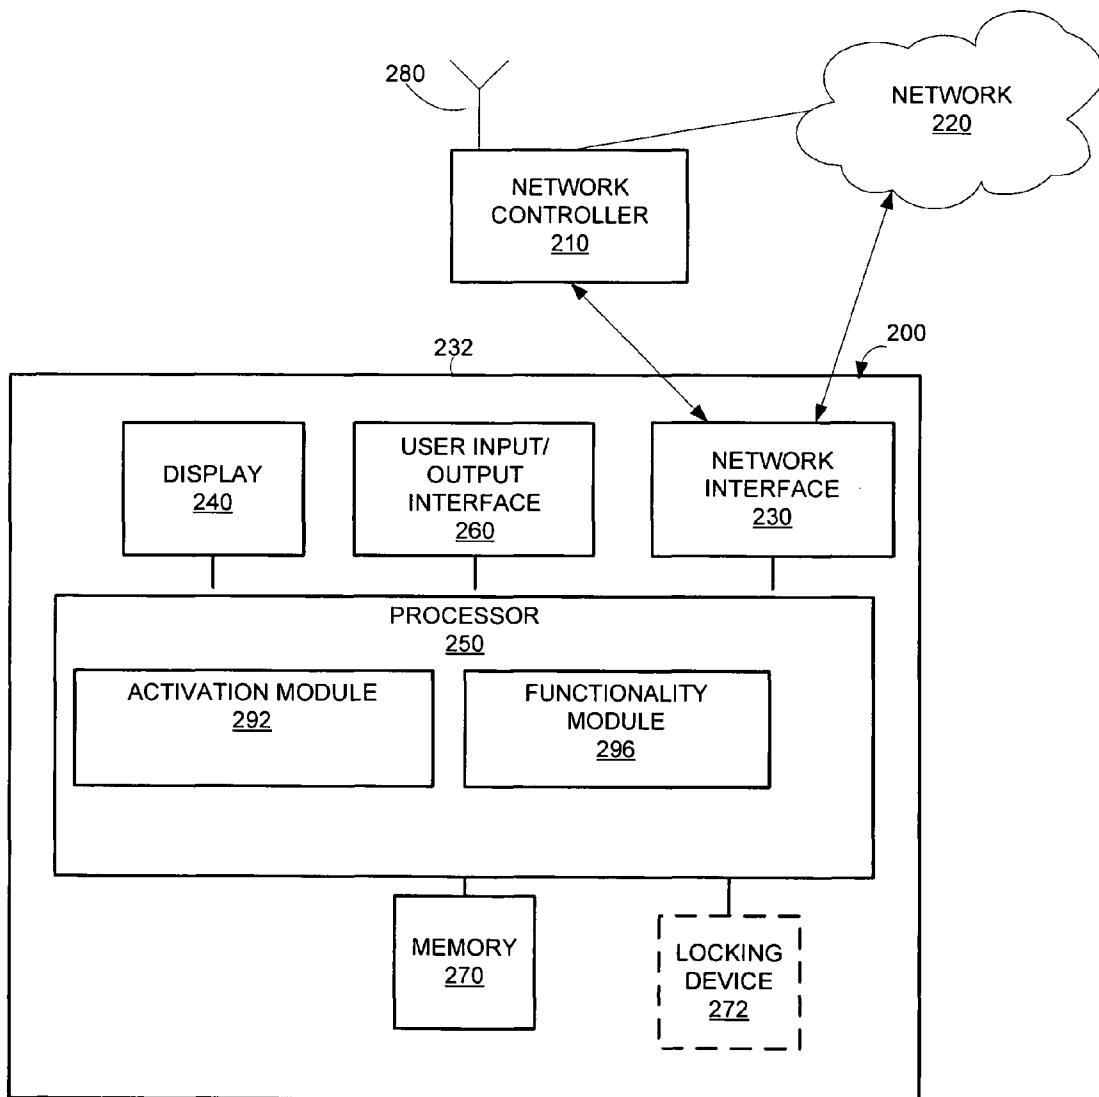 280
NETWORK
220
NETWORK
CONTROLLER
210
232
200
DISPLAY
240
USER INPUT/
OUTPUT
INTERFACE
260
NETWORK
INTERFACE
230
PROCESSOR
250
ACTIVATION MODULE
292
FUNCTIONALITY
MODULE
296
MEMORY
270
LOCKING
DEVICE
272